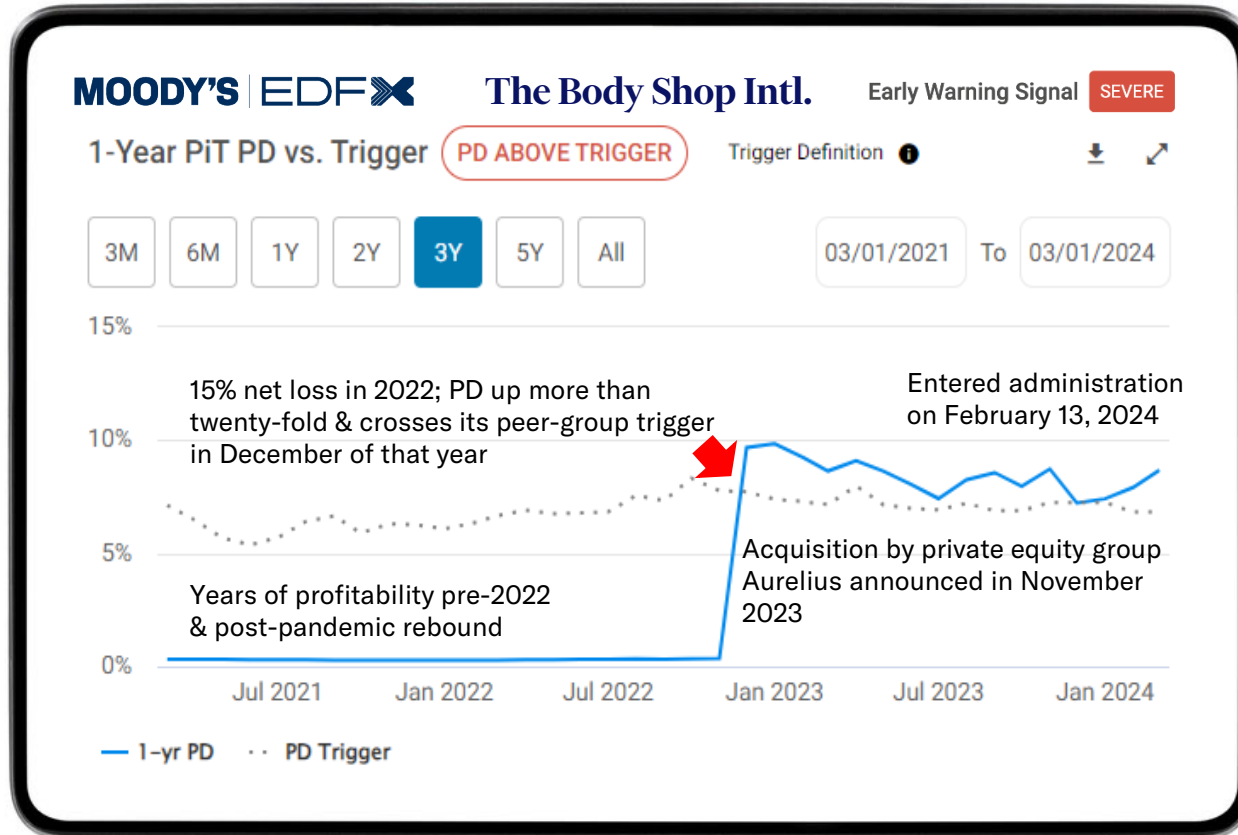 MOODY'S | EDFX The Body Shop Intl. Early Warning Signal SEVERE
1-Year PiT PD vs. Trigger PD ABOVE TRIGGER Trigger Definition
3M 6M 1Y 2Y 3Y 5Y All 03/01/2021 To 03/01/2024
15%
15% net loss in 2022; PD up more than
twenty-fold & crosses its peer-group trigger
in December of that year
Entered administration
on February 13, 2024
10%
5%
Acquisition by private equity group
Aurelius announced in November
2023
Years of profitability pre-2022
& post-pandemic rebound
0%
Jul 2021 Jan 2022 Jul 2022 Jan 2023 Jul 2023 Jan 2024
1-yr PD PD Trigger